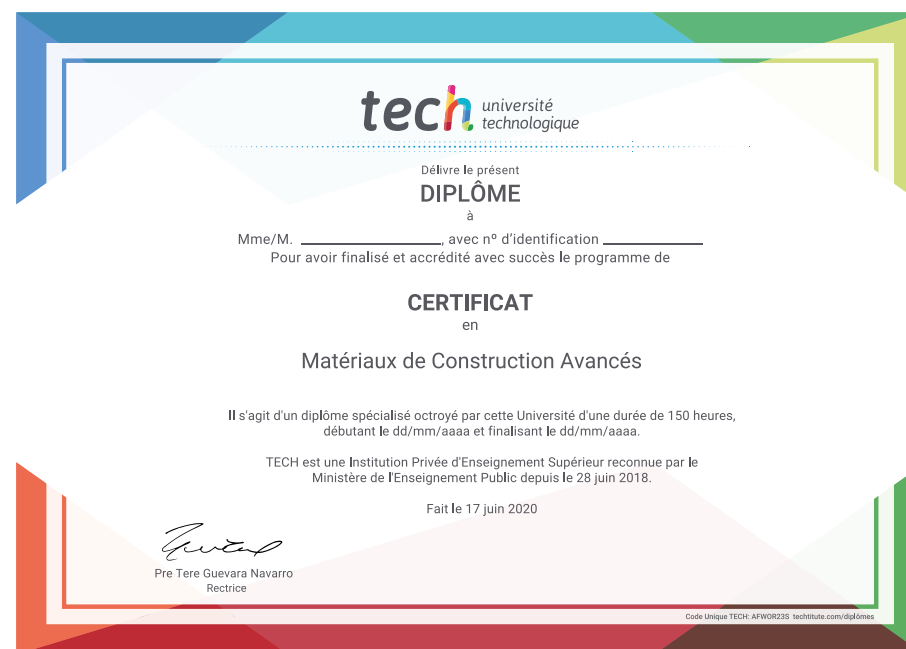 tech université
technologique
Délivre le présent
DIPLÔME
à
Mme/M. ____________________, avec nº d'identification ______________
Pour avoir finalisé et accrédité avec succès le programme de
CERTIFICAT
en
Matériaux de Construction Avancés
Il s'agit d'un diplôme spécialisé octroyé par cette Université d'une durée de 150 heures,
débutant le dd/mm/aaaa et finalisant le dd/mm/aaaa.
TECH est une Institution Privée d'Enseignement Supérieur reconnue par le
Ministère de l'Enseignement Public depuis le 28 juin 2018.
Fait le 17 juin 2020
Pre Tere Guevara Navarro
Rectrice
Code Unique TECH: AFWOR23S techtitute.com/diplômes